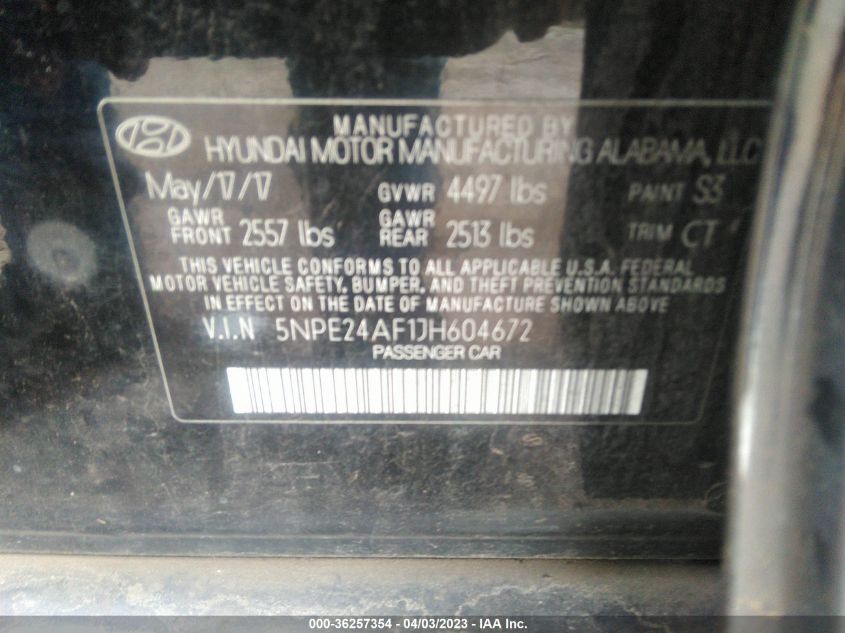 MANUFACTURED BY
HYUNDAI MOTOR MANUFACTURING ALABAMA, LLC
May/17/17 GVWR 4497 lbs PAINT S3
GAWR FRONT 2557 lbs GAWR REAR 2513 lbs TRIM CT
THIS VEHICLE CONFORMS TO ALL APPLICABLE U.S.A. FEDERAL
MOTOR VEHICLE SAFETY, BUMPER, AND THEFT PREVENTION STANDARDS
IN EFFECT ON THE DATE OF MANUFACTURE SHOWN ABOVE
V.I.N 5NPE24AF1JH604672
PASSENGER CAR
000-36257354 - 04/03/2023 - IAA Inc.